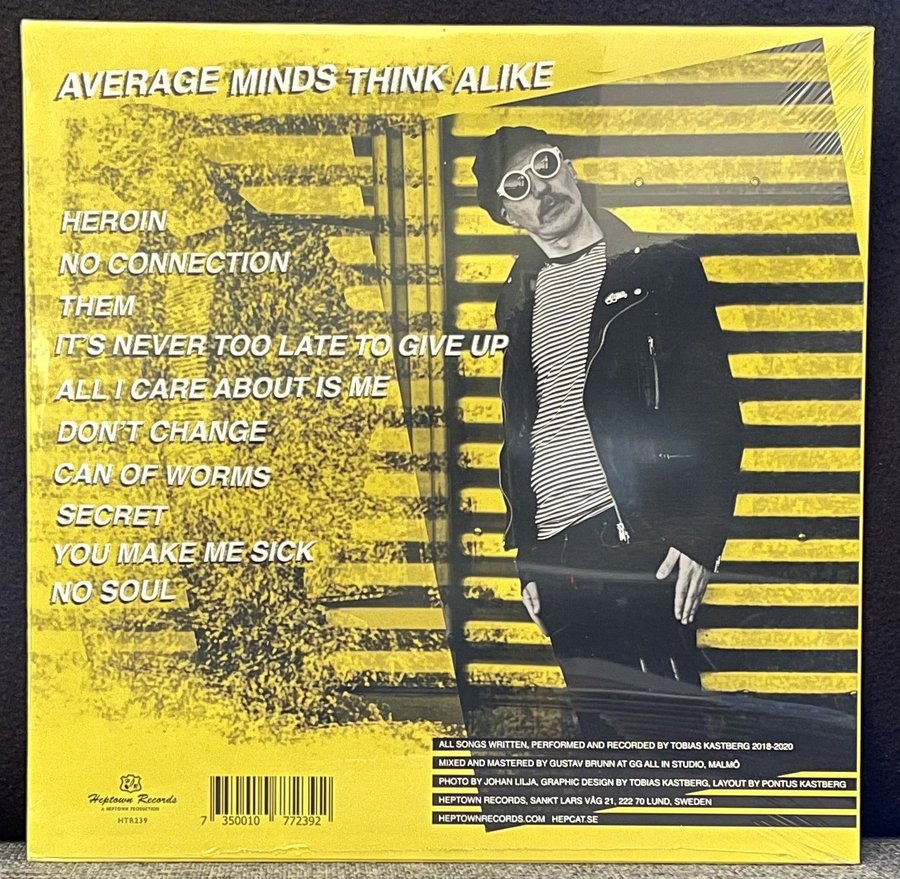 AVERAGE MINDS THINK ALIKE
HEROIN
NO CONNECTION
THEM
IT'S NEVER TOO LATE TO GIVE UP
ALL I CARE ABOUT IS ME
DON'T CHANGE
CAN OF WORMS
SECRET
YOU MAKE ME SICK
NO SOUL
ALL SONGS WRITTEN, PERFORMED AND RECORDED BY TOBIAS KASTBERG 2018-2020
MIXED AND MASTERED BY GUSTAV BRUNN AT GG ALL IN STUDIO, MALMÖ
PHOTO BY JOHAN LILJA, GRAPHIC DESIGN BY TOBIAS KASTBERG, LAYOUT BY PONTUS KASTBERG
HEPTOWN RECORDS, SANKT LARS VÄG 21, 222 70 LUND, SWEDEN
HEPTOWNRECORDS.COM HEPCAT.SE
Heptown Records
A HEPTOWN PRODUCTION
HTR239
7 350010 772392